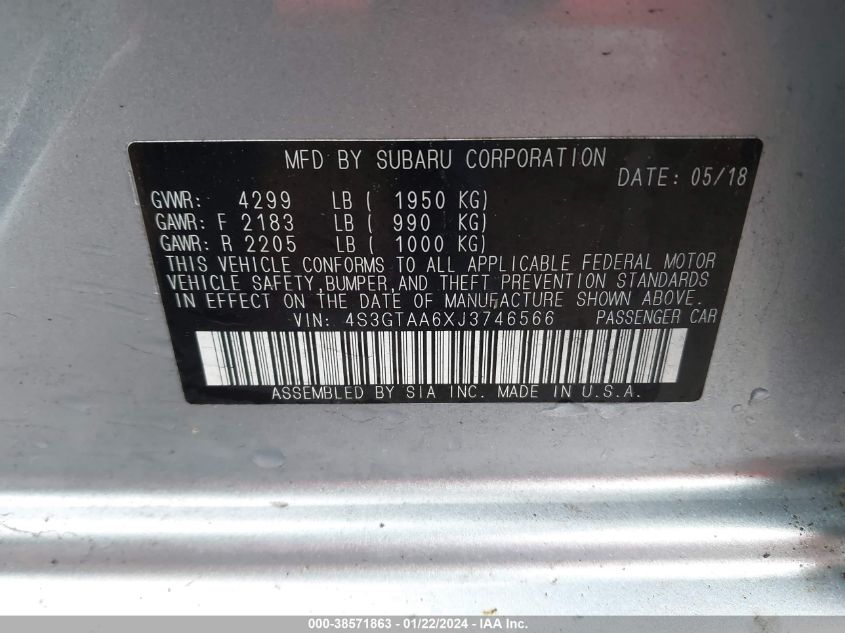 MFD BY SUBARU CORPORATION
DATE: 05/18
GVWR: 4299 LB ( 1950 KG)
GAWR: F 2183 LB ( 990 KG)
GAWR: R 2205 LB ( 1000 KG)
THIS VEHICLE CONFORMS TO ALL APPLICABLE FEDERAL MOTOR
VEHICLE SAFETY,BUMPER,AND THEFT PREVENTION STANDARDS
IN EFFECT ON THE DATE OF MANUFACTURE SHOWN ABOVE.
VIN: 4S3GTAA6XJ3746566 PASSENGER CAR
ASSEMBLED BY SIA INC. MADE IN U.S.A.
000-38571863 - 01/22/2024 - IAA Inc.